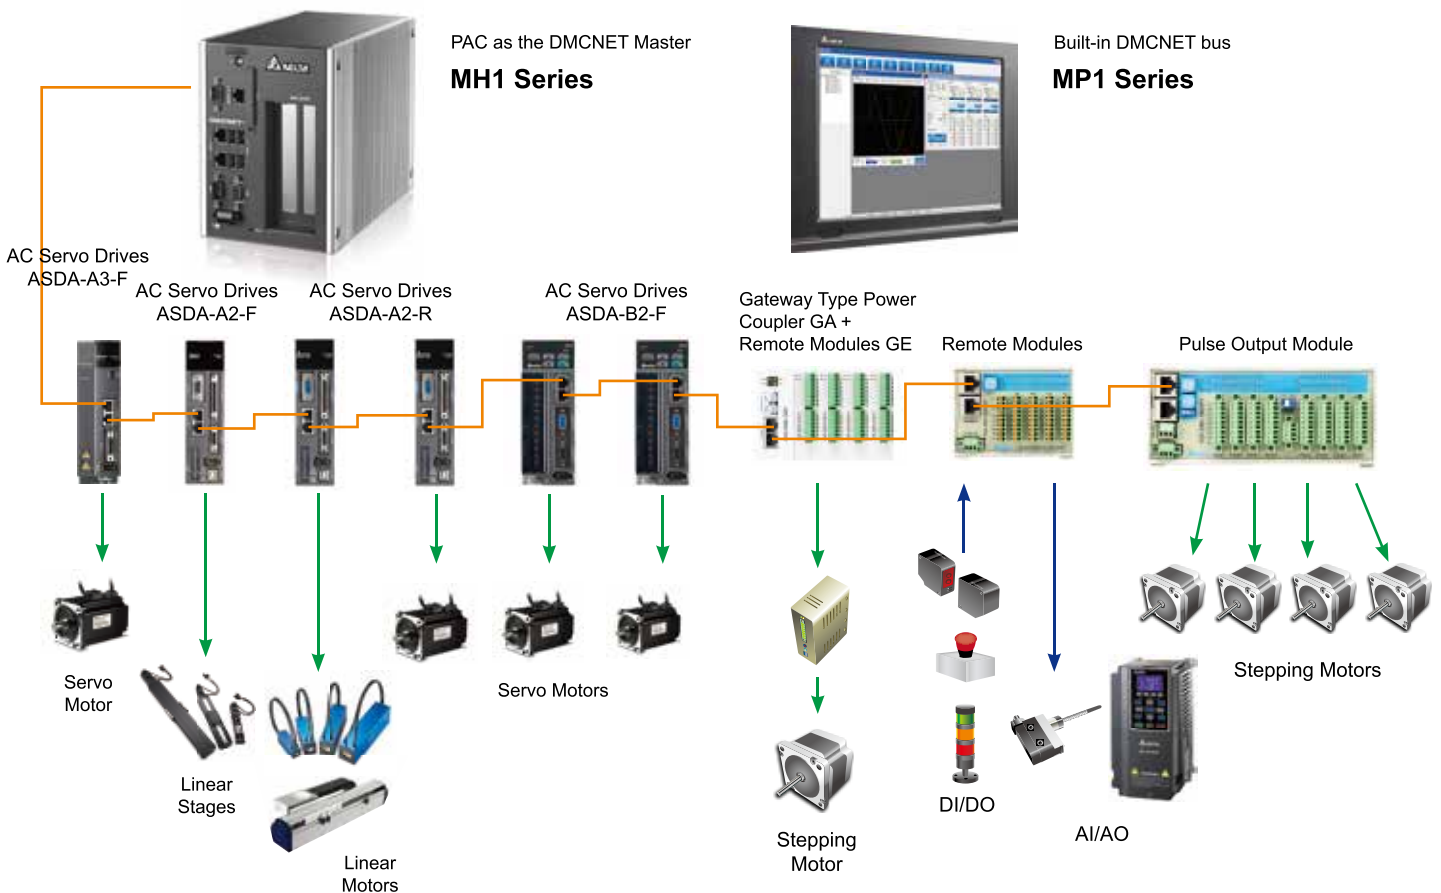 PAC as the DMCNET Master
MH1 Series
Built-in DMCNET bus
MP1 Series
AC Servo Drives
ASDA-A3-F
AC Servo Drives
ASDA-A2-F
AC Servo Drives
ASDA-A2-R
AC Servo Drives
ASDA-B2-F
Gateway Type Power
Coupler GA +
Remote Modules GE
Remote Modules
Pulse Output Module
Servo
Motor
Linear
Stages
Linear
Motors
Servo Motors
Stepping
Motor
DI/DO
AI/AO
Stepping Motors
DELTA